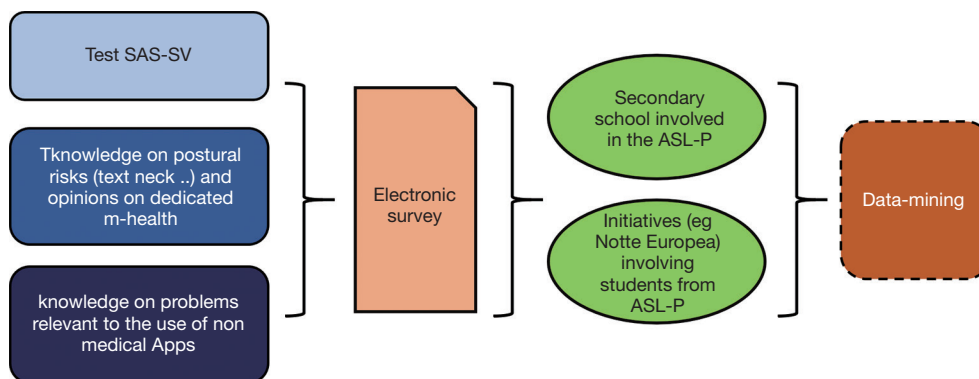 Test SAS-SV
Tknowledge on postural
risks (text neck ..) and
opinions on dedicated
m-health
knowledge on problems
relevant to the use of non
medical Apps
Electronic
survey
Secondary
school involved
in the ASL-P
Initiatives (eg
Notte Europea)
involving
students from
ASL-P
Data-mining